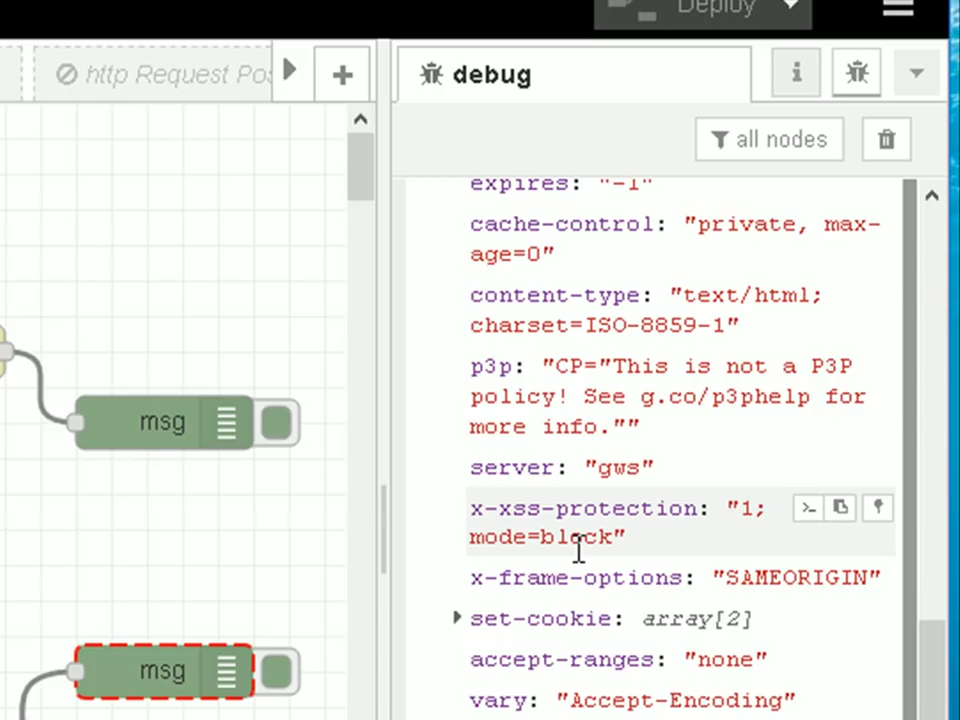 Deploy
http Request Pos
debug
all nodes
expires: "-1"
cache-control: "private, max-
age=0"
content-type: "text/html;
charset=ISO-8859-1"
p3p: "CP="This is not a P3P
policy! See g.co/p3phelp for
more info.""
server: "gws"
x-xss-protection: "1;
mode=block"
x-frame-options: "SAMEORIGIN"
set-cookie: array[2]
accept-ranges: "none"
vary: "Accept-Encoding"
msg
msg